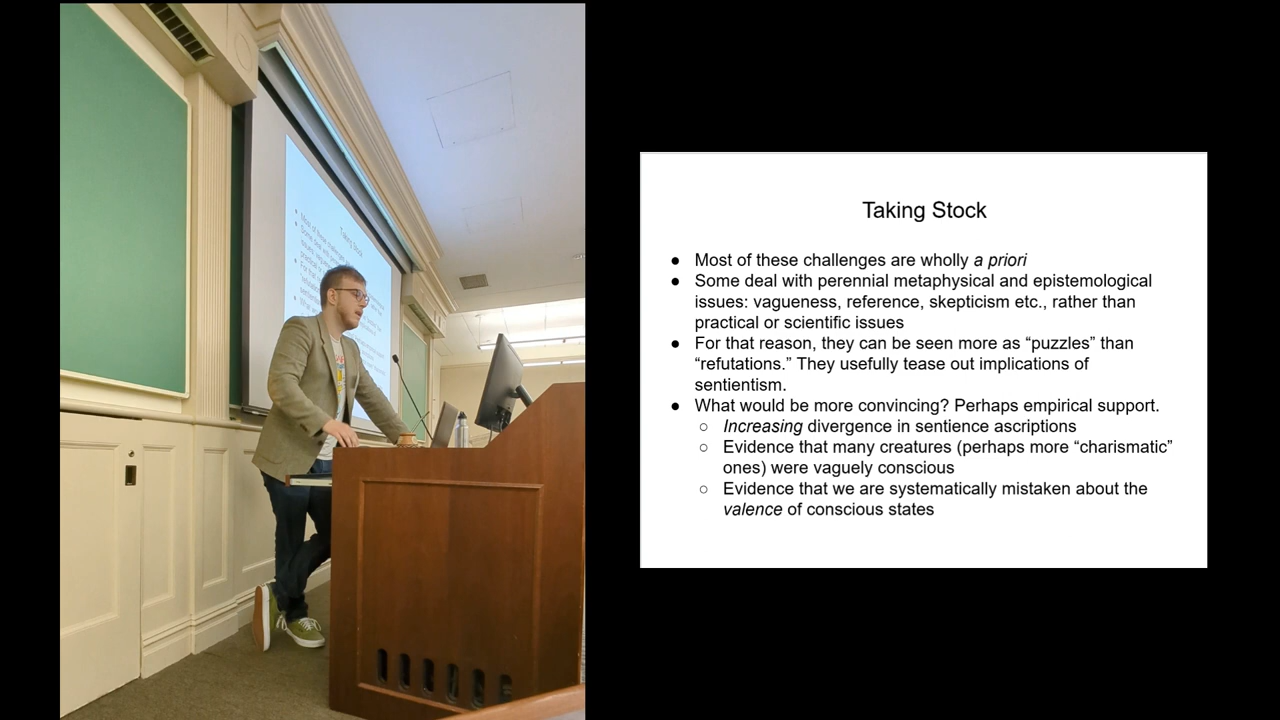 Taking Stock
● Most of these challenges are wholly a priori
● Some deal with perennial metaphysical and epistemological
issues: vagueness, reference, skepticism etc., rather than
practical or scientific issues
● For that reason, they can be seen more as “puzzles” than
“refutations.” They usefully tease out implications of
sentientism.
● What would be more convincing? Perhaps empirical support.
○ Increasing divergence in sentience ascriptions
○ Evidence that many creatures (perhaps more “charismatic”
ones) were vaguely conscious
○ Evidence that we are systematically mistaken about the
valence of conscious states
Taking Stock
Most of these challenges